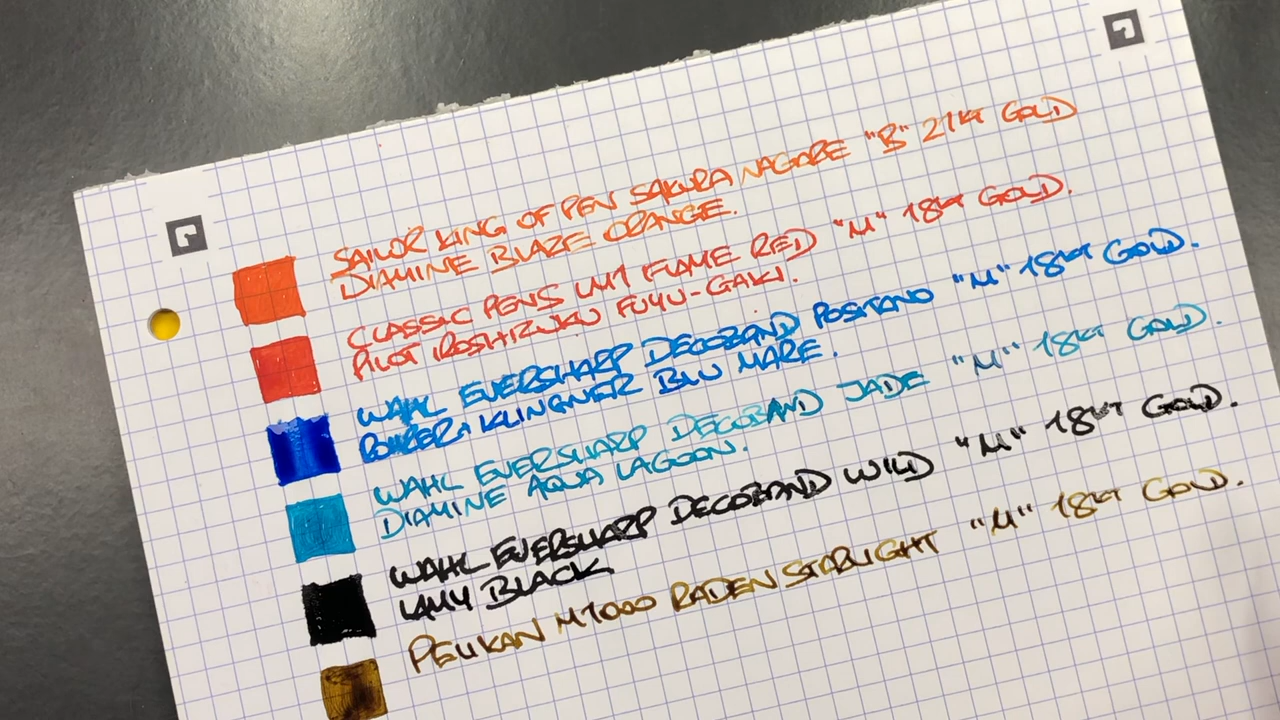 SAILOR KING OF PEN SAKURA NAGARE "B" 21KT GOLD
DIAMINE BLAZE ORANGE.
CLASSIC PENS LM1 FLAME RED "M" 18KT GOLD.
PILOT IROSHIZUKU FUYU-GAKI.
WAHL EVERSHARP DECOBAND POSITANO "M" 18KT GOLD.
ROHRER + KLINGNER BLU MARE.
WAHL EVERSHARP DECOBAND JADE "M" 18KT GOLD.
DIAMINE AQUA LAGOON.
WAHL EVERSHARP DECOBAND WILD "M" 18KT GOLD.
LAMY BLACK
PELIKAN M1000 RADEN STARLIGHT "M" 18KT GOLD.